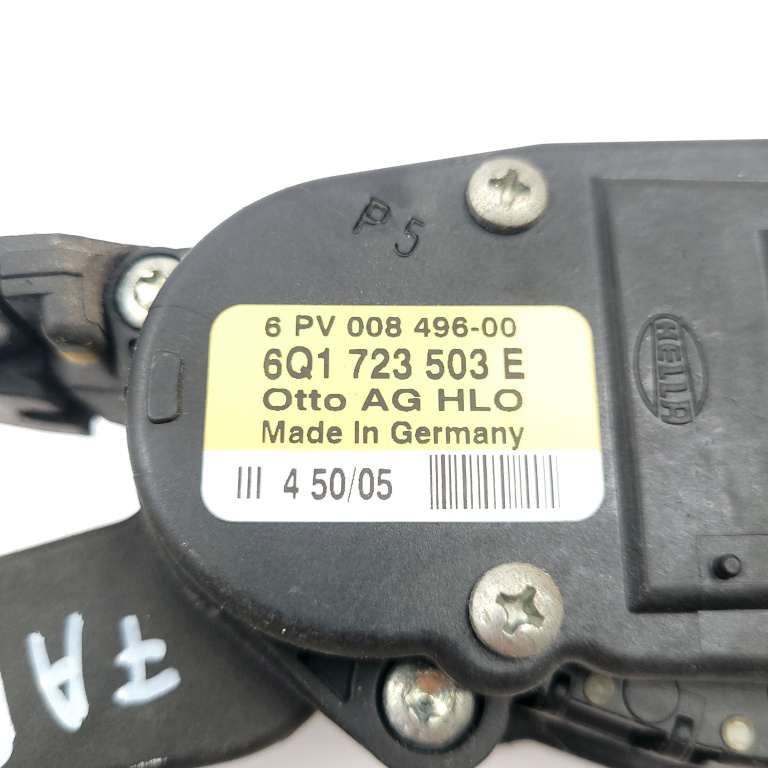 P5
6 PV 008 496-00
6Q1 723 503 E
Otto AG HLO
Made In Germany
III 4 50/05
HELLA
7A